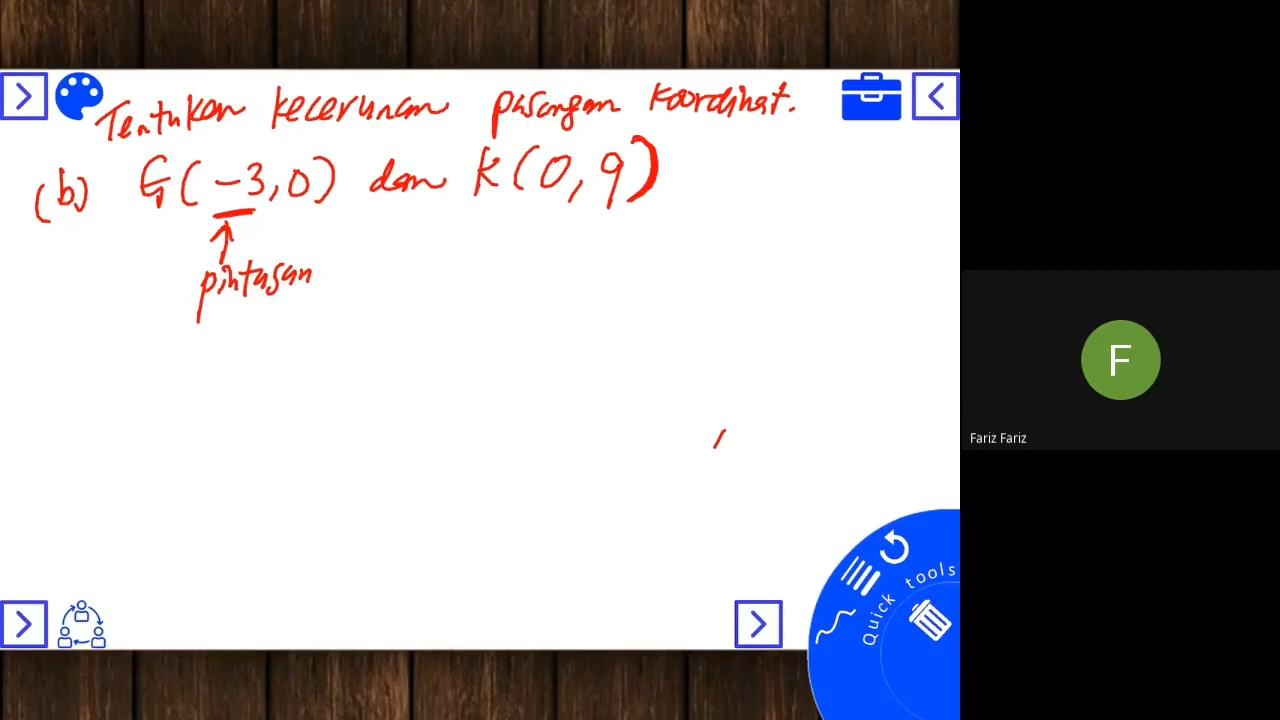 Tentukan kecerunan pasangan koordinat.
(b) G(-3,0) dan K(0,9)
pintasan
Quick tools
F
Fariz Fariz